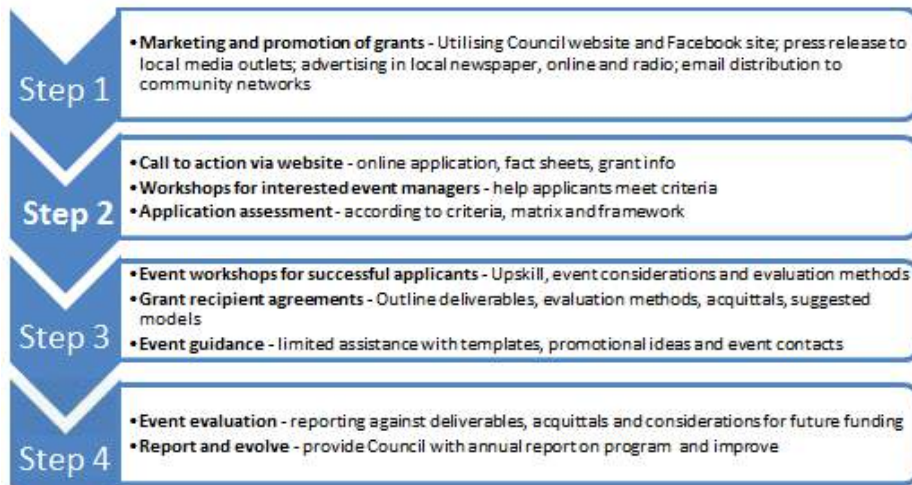 Step 1
• Marketing and promotion of grants - Utilising Council website and Facebook site; press release to
local media outlets; advertising in local newspaper, online and radio; email distribution to
community networks
Step 2
• Call to action via website - online application, fact sheets, grant info
• Workshops for interested event managers - help applicants meet criteria
• Application assessment - according to criteria, matrix and framework
Step 3
• Event workshops for successful applicants - Upskill, event considerations and evaluation methods
• Grant recipient agreements - Outline deliverables, evaluation methods, acquittals, suggested
models
• Event guidance - limited assistance with templates, promotional ideas and event contacts
Step 4
• Event evaluation - reporting against deliverables, acquittals and considerations for future funding
• Report and evolve - provide Council with annual report on program and improve